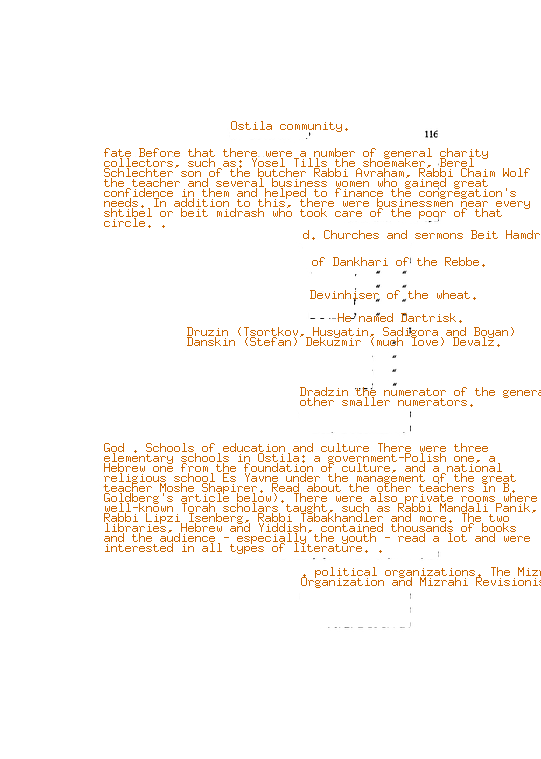 Ostila community.
116
fate Before that there were a number of general charity
collectors, such as: Yosel Tills the shoemaker, Berel
Schlechter son of the butcher Rabbi Avraham, Rabbi Chaim Wolf
the teacher and several business women who gained great
confidence in them and helped to finance the congregation's
needs. In addition to this, there were businessmen near every
shtibel or beit midrash who took care of the poor of that
circle. .
d. Churches and sermons Beit Hamdr
of Dankhari of the Rebbe.
Devinhiser of the wheat.
He named Dartrisk.
Druzin (Tsortkov, Husyatin, Sadigora and Boyan)
Danskin (Stefan) Dekuzmir (much love) Devalz.
Dradzin the numerator of the genera
other smaller numerators.
God . Schools of education and culture There were three
elementary schools in Ostila: a government-Polish one, a
Hebrew one from the foundation of culture, and a national
religious school Es Yavne under the management of the great
teacher Moshe Shapirer. Read about the other teachers in B.
Goldberg's article below). There were also private rooms where
well-known Torah scholars taught, such as Rabbi Mandali Panik,
Rabbi Lipzi Isenberg, Rabbi Tabakhandler and more. The two
libraries, Hebrew and Yiddish, contained thousands of books
and the audience - especially the youth - read a lot and were
interested in all types of literature. .
. political organizations. The Miz
Organization and Mizrahi Revisionis